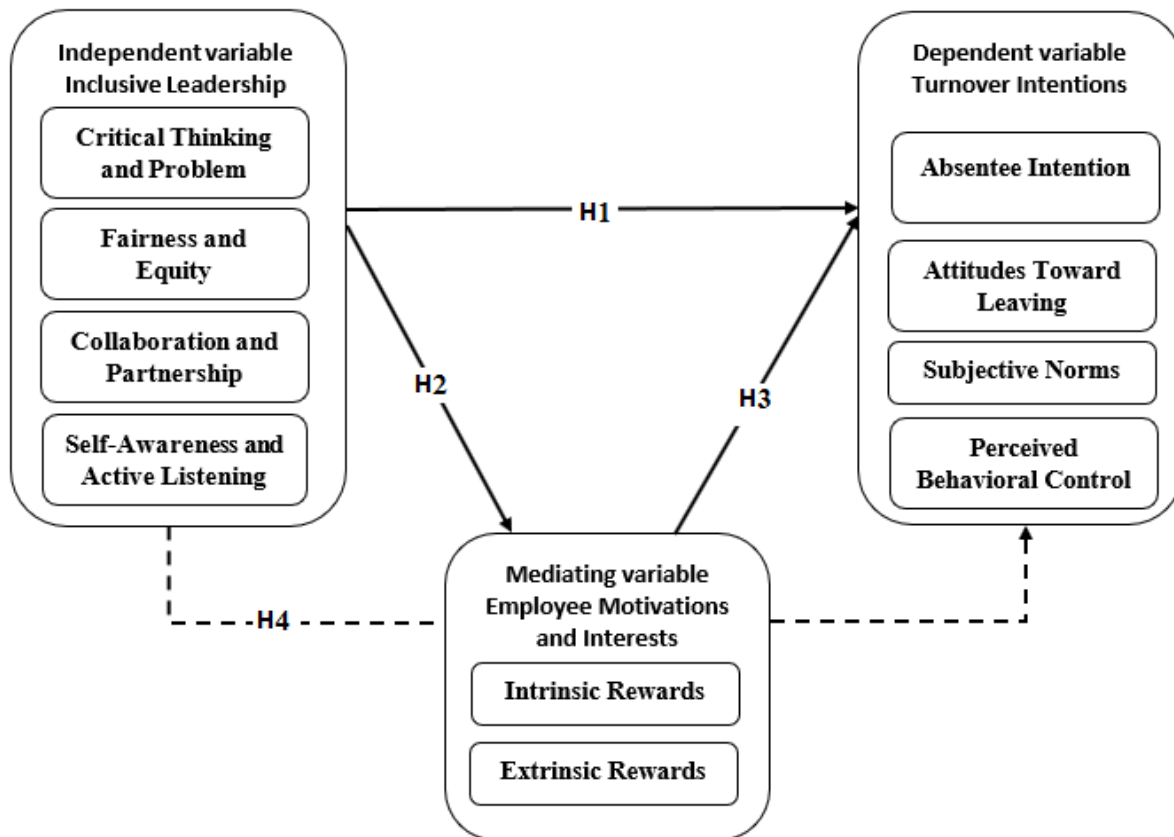 Independent variable
Inclusive Leadership
Critical Thinking
and Problem
Fairness and
Equity
Collaboration and
Partnership
Self-Awareness and
Active Listening
H1
H2
H3
H4
Dependent variable
Turnover Intentions
Absentee Intention
Attitudes Toward
Leaving
Subjective Norms
Perceived
Behavioral Control
Mediating variable
Employee Motivations
and Interests
Intrinsic Rewards
Extrinsic Rewards